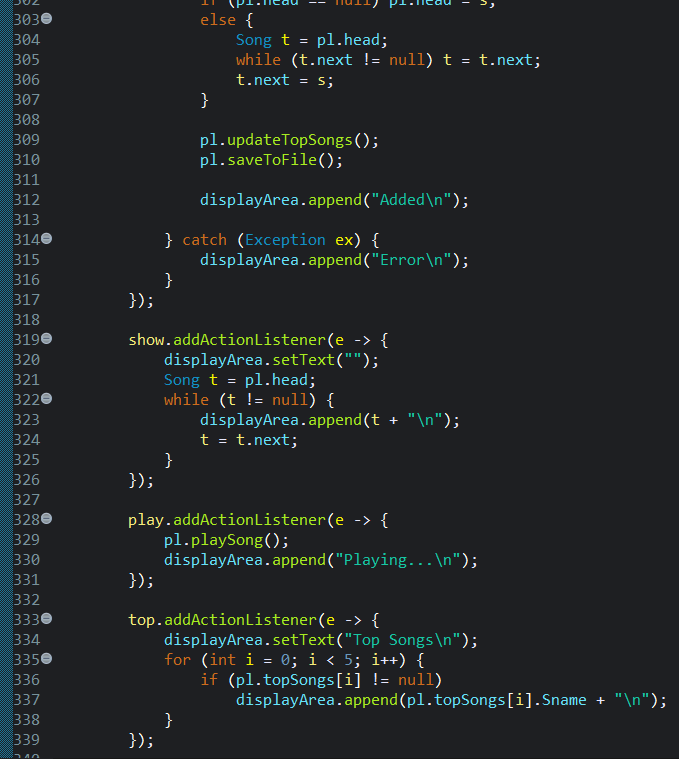 302 if (pl.head == null) pl.head = s;
303 else {
304 Song t = pl.head;
305 while (t.next != null) t = t.next;
306 t.next = s;
307 }
308
309 pl.updateTopSongs();
310 pl.saveToFile();
311
312 displayArea.append("Added\n");
313
314 } catch (Exception ex) {
315 displayArea.append("Error\n");
316 }
317 });
318
319 show.addActionListener(e -> {
320 displayArea.setText("");
321 Song t = pl.head;
322 while (t != null) {
323 displayArea.append(t + "\n");
324 t = t.next;
325 }
326 });
327
328 play.addActionListener(e -> {
329 pl.playSong();
330 displayArea.append("Playing...\n");
331 });
332
333 top.addActionListener(e -> {
334 displayArea.setText("Top Songs\n");
335 for (int i = 0; i < 5; i++) {
336 if (pl.topSongs[i] != null)
337 displayArea.append(pl.topSongs[i].Sname + "\n");
338 }
339 });
340